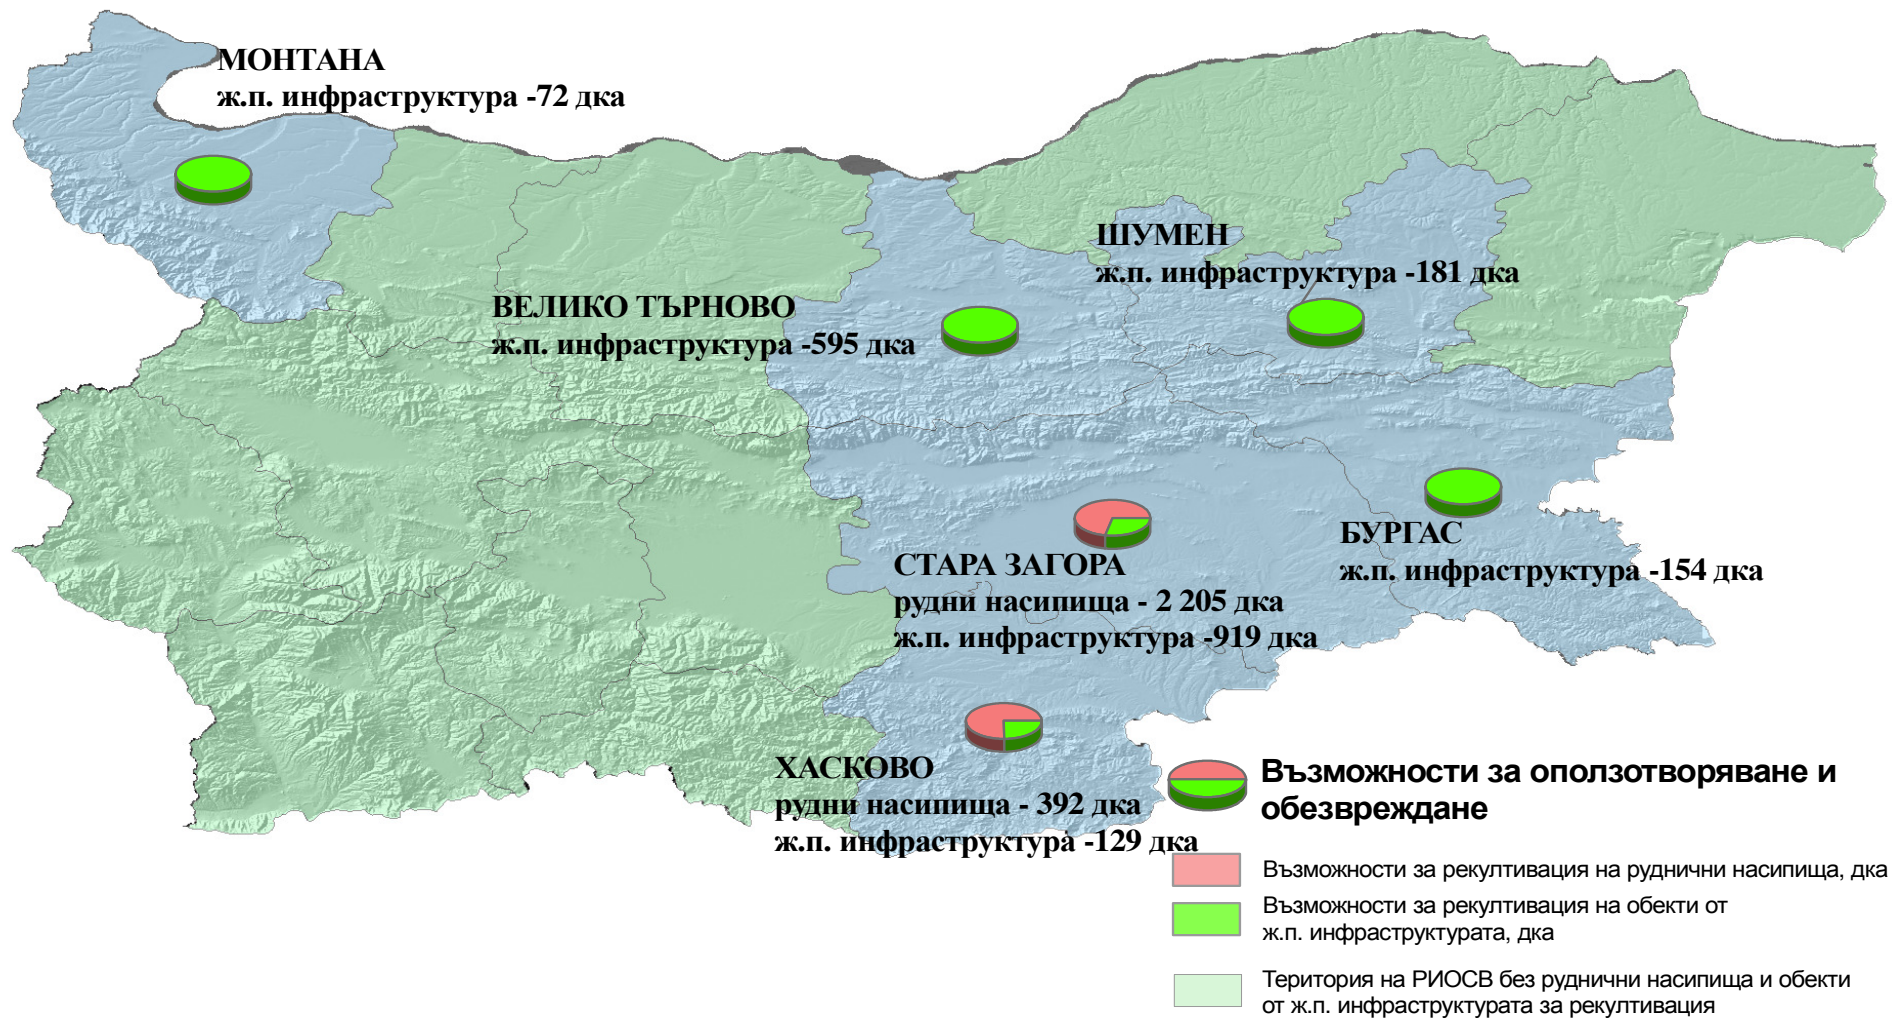 МОНТАНА
ж.п. инфраструктура -72 дка
ШУМЕН
ж.п. инфраструктура -181 дка
ВЕЛИКО ТЪРНОВО
ж.п. инфраструктура -595 дка
БУРГАС
ж.п. инфраструктура -154 дка
СТАРА ЗАГОРА
рудни насипища - 2 205 дка
ж.п. инфраструктура -919 дка
ХАСКОВО
рудни насипища - 392 дка
ж.п. инфраструктура -129 дка
Възможности за оползотворяване и
обезвреждане
Възможности за рекултивация на руднични насипища, дка
Възможности за рекултивация на обекти от
ж.п. инфраструктурата, дка
Територия на РИОСВ без руднични насипища и обекти
от ж.п. инфраструктурата за рекултивация